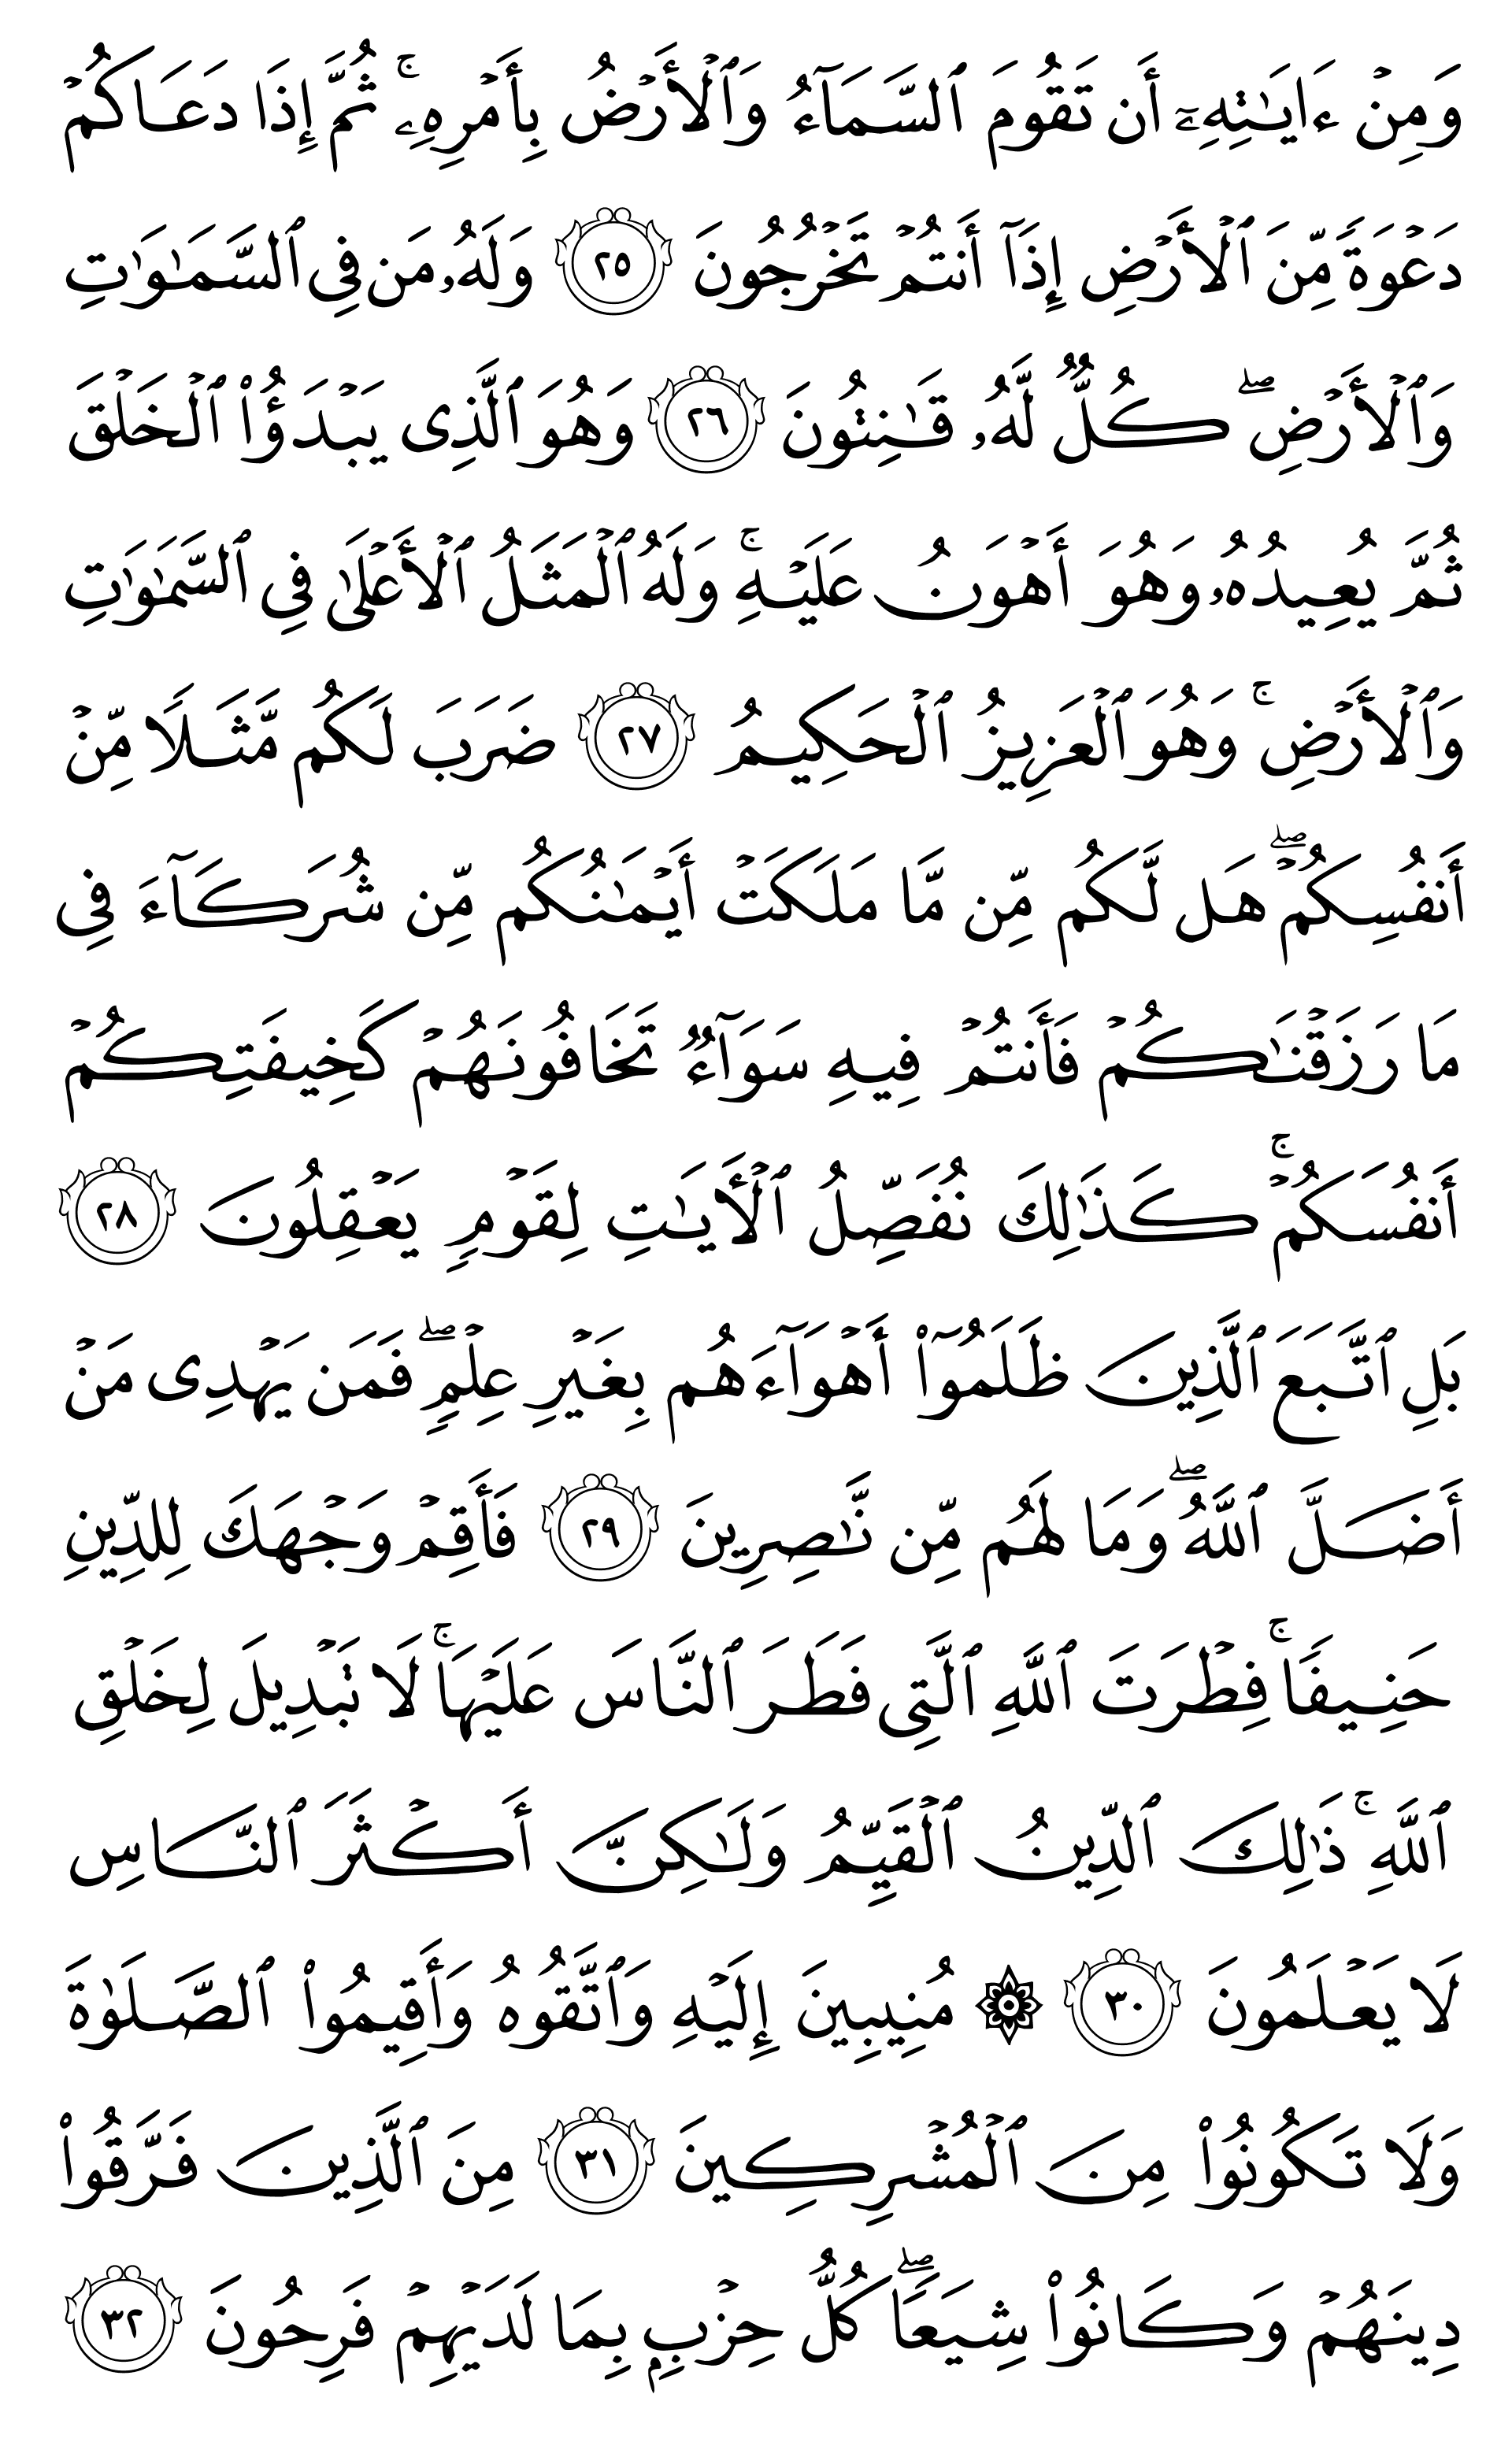 وَمِنۡ ءَايَٰتِهِۦٓ أَن تَقُومَ ٱلسَّمَآءُ وَٱلۡأَرۡضُ بِأَمۡرِهِۦۚ ثُمَّ إِذَا دَعَاكُمۡ
دَعۡوَةٗ مِّنَ ٱلۡأَرۡضِ إِذَآ أَنتُمۡ تَخۡرُجُونَ ٢٥ وَلَهُۥ مَن فِي ٱلسَّمَٰوَٰتِ
وَٱلۡأَرۡضِۖ كُلّٞ لَّهُۥ قَٰنِتُونَ ٢٦ وَهُوَ ٱلَّذِي يَبۡدَؤُاْ ٱلۡخَلۡقَ
ثُمَّ يُعِيدُهُۥ وَهُوَ أَهۡوَنُ عَلَيۡهِۚ وَلَهُ ٱلۡمَثَلُ ٱلۡأَعۡلَىٰ فِي ٱلسَّمَٰوَٰتِ
وَٱلۡأَرۡضِۚ وَهُوَ ٱلۡعَزِيزُ ٱلۡحَكِيمُ ٢٧ ضَرَبَ لَكُم مَّثَلٗا مِّنۡ
أَنفُسِكُمۡۖ هَل لَّكُم مِّن مَّا مَلَكَتۡ أَيۡمَٰنُكُم مِّن شُرَكَآءَ فِي
مَا رَزَقۡنَٰكُمۡ فَأَنتُمۡ فِيهِ سَوَآءٞ تَخَافُونَهُمۡ كَخِيفَتِكُمۡ
أَنفُسَكُمۡۚ كَذَٰلِكَ نُفَصِّلُ ٱلۡأٓيَٰتِ لِقَوۡمٖ يَعۡقِلُونَ ٢٨
بَلِ ٱتَّبَعَ ٱلَّذِينَ ظَلَمُوٓاْ أَهۡوَآءَهُم بِغَيۡرِ عِلۡمٖۖ فَمَن يَهۡدِي مَنۡ
أَضَلَّ ٱللَّهُۖ وَمَا لَهُم مِّن نَّٰصِرِينَ ٢٩ فَأَقِمۡ وَجۡهَكَ لِلدِّينِ
حَنِيفٗاۚ فِطۡرَتَ ٱللَّهِ ٱلَّتِي فَطَرَ ٱلنَّاسَ عَلَيۡهَاۚ لَا تَبۡدِيلَ لِخَلۡقِ
ٱللَّهِۚ ذَٰلِكَ ٱلدِّينُ ٱلۡقَيِّمُ وَلَٰكِنَّ أَكۡثَرَ ٱلنَّاسِ
لَا يَعۡلَمُونَ ٣٠ ۞ مُنِيبِينَ إِلَيۡهِ وَٱتَّقُوهُ وَأَقِيمُواْ ٱلصَّلَوٰةَ
وَلَا تَكُونُواْ مِنَ ٱلۡمُشۡرِكِينَ ٣١ مِنَ ٱلَّذِينَ فَرَّقُواْ
دِينَهُمۡ وَكَانُواْ شِيَعٗاۖ كُلُّ حِزۡبِۭ بِمَا لَدَيۡهِمۡ فَرِحُونَ ٣٢